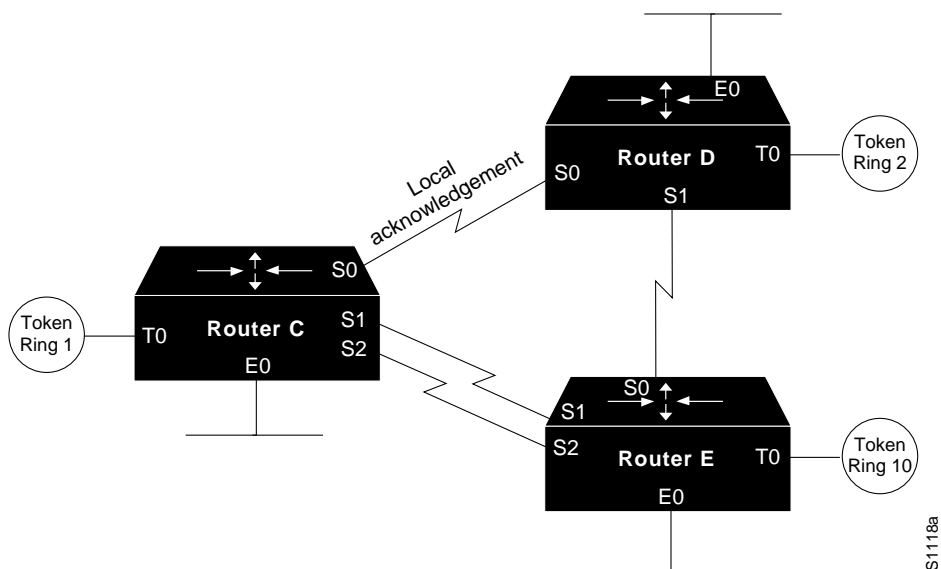 E0
Router D
T0
Token
Ring 2
S0
S1
Local
acknowledgement
S0
Token
Ring 1
T0
Router C
S1
S2
E0
S0
S1
S2
Router E
T0
Token
Ring 10
E0
S1118a